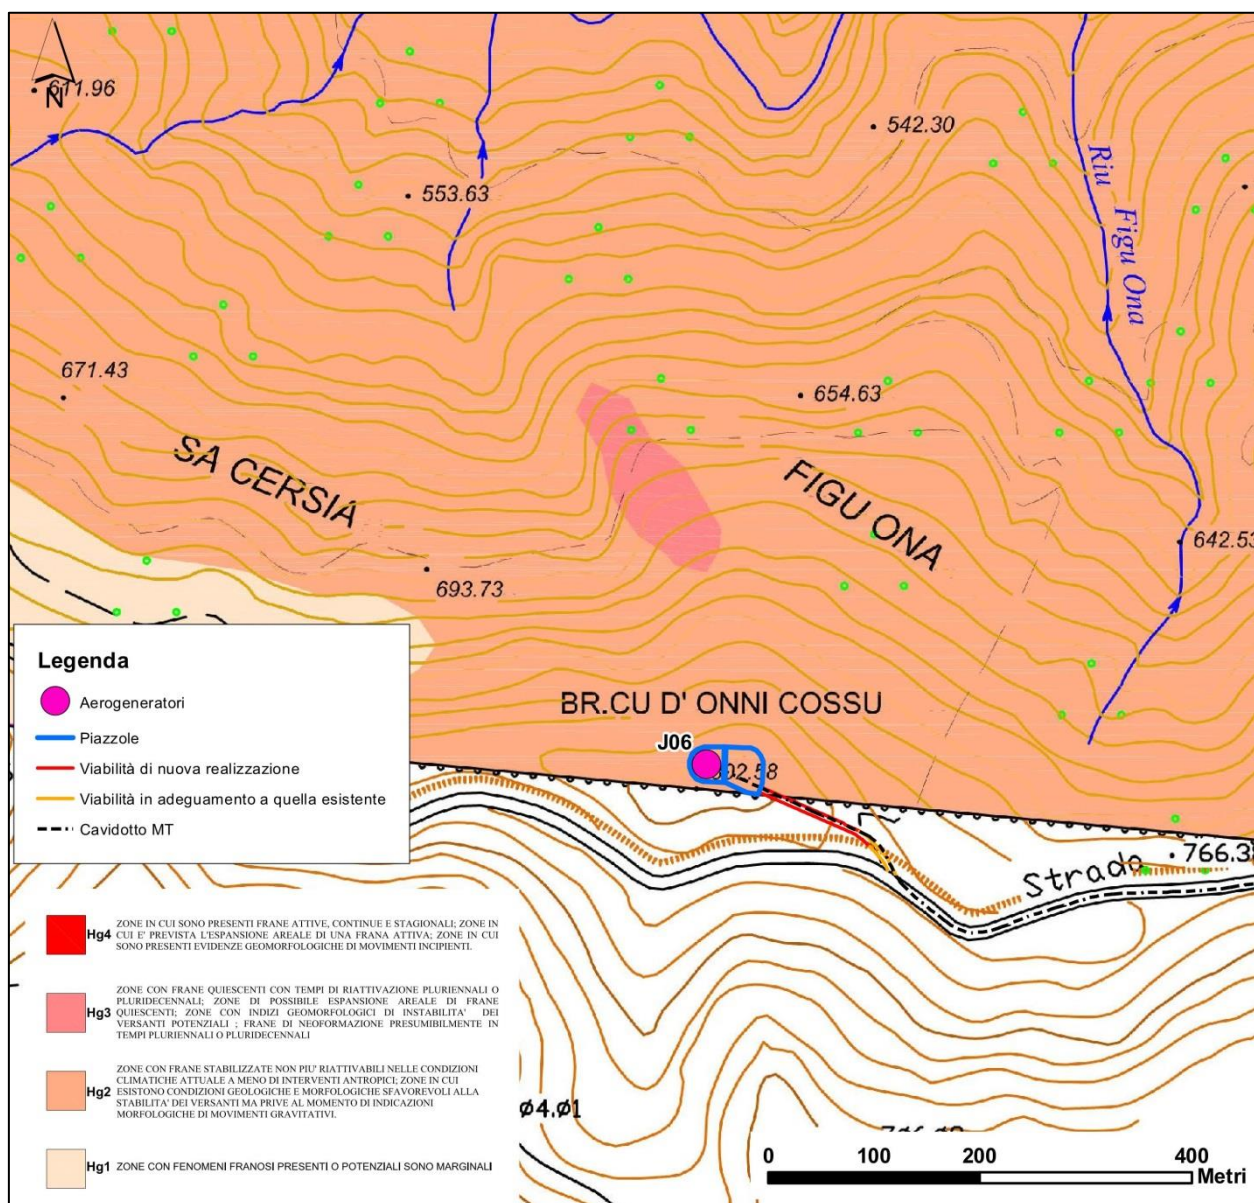 N
611.96
542.30
553.63
Riu
Figu Ona
671.43
654.63
SA CERSIA
FIGU ONA
642.53
693.73
BR.CU D' ONNI COSSU
J06
02.58
766.3
Strada
Legenda
Aerogeneratori
Piazzole
Viabilità di nuova realizzazione
Viabilità in adeguamento a quella esistente
Cavidotto MT
Hg4
ZONE IN CUI SONO PRESENTI FRANE ATTIVE, CONTINUE E STAGIONALI; ZONE IN
CUI E' PREVISTA L'ESPANSIONE AREALE DI UNA FRANA ATTIVA; ZONE IN CUI
SONO PRESENTI EVIDENZE GEOMORFOLOGICHE DI MOVIMENTI INCIPIENTI.
Hg3
ZONE CON FRANE QUIESCENTI CON TEMPI DI RIATTIVAZIONE PLURIENNALI O
PLURIDECENNALI; ZONE DI POSSIBILE ESPANSIONE AREALE DI FRANE
QUIESCENTI; ZONE CON INDIZI GEOMORFOLOGICI DI INSTABILITA' DEI
VERSANTI POTENZIALI ; FRANE DI NEOFORMAZIONE PRESUMIBILMENTE IN
TEMPI PLURIENNALI O PLURIDECENNALI
Hg2
ZONE CON FRANE STABILIZZATE NON PIU' RIATTIVABILI NELLE CONDIZIONI
CLIMATICHE ATTUALE A MENO DI INTERVENTI ANTROPICI; ZONE IN CUI
ESISTONO CONDIZIONI GEOLOGICHE E MORFOLOGICHE SFAVOREVOLI ALLA
STABILITA' DEI VERSANTI MA PRIVE AL MOMENTO DI INDICAZIONI
MORFOLOGICHE DI MOVIMENTI GRAVITATIVI.
Hg1 ZONE CON FENOMENI FRANOSI PRESENTI O POTENZIALI SONO MARGINALI
Ø4.Ø1
0 100 200 400
Metri